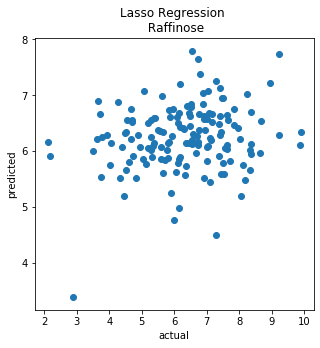 Lasso Regression
Raffinose
8
7
6
5
4
predicted
2 3 4 5 6 7 8 9 10
actual